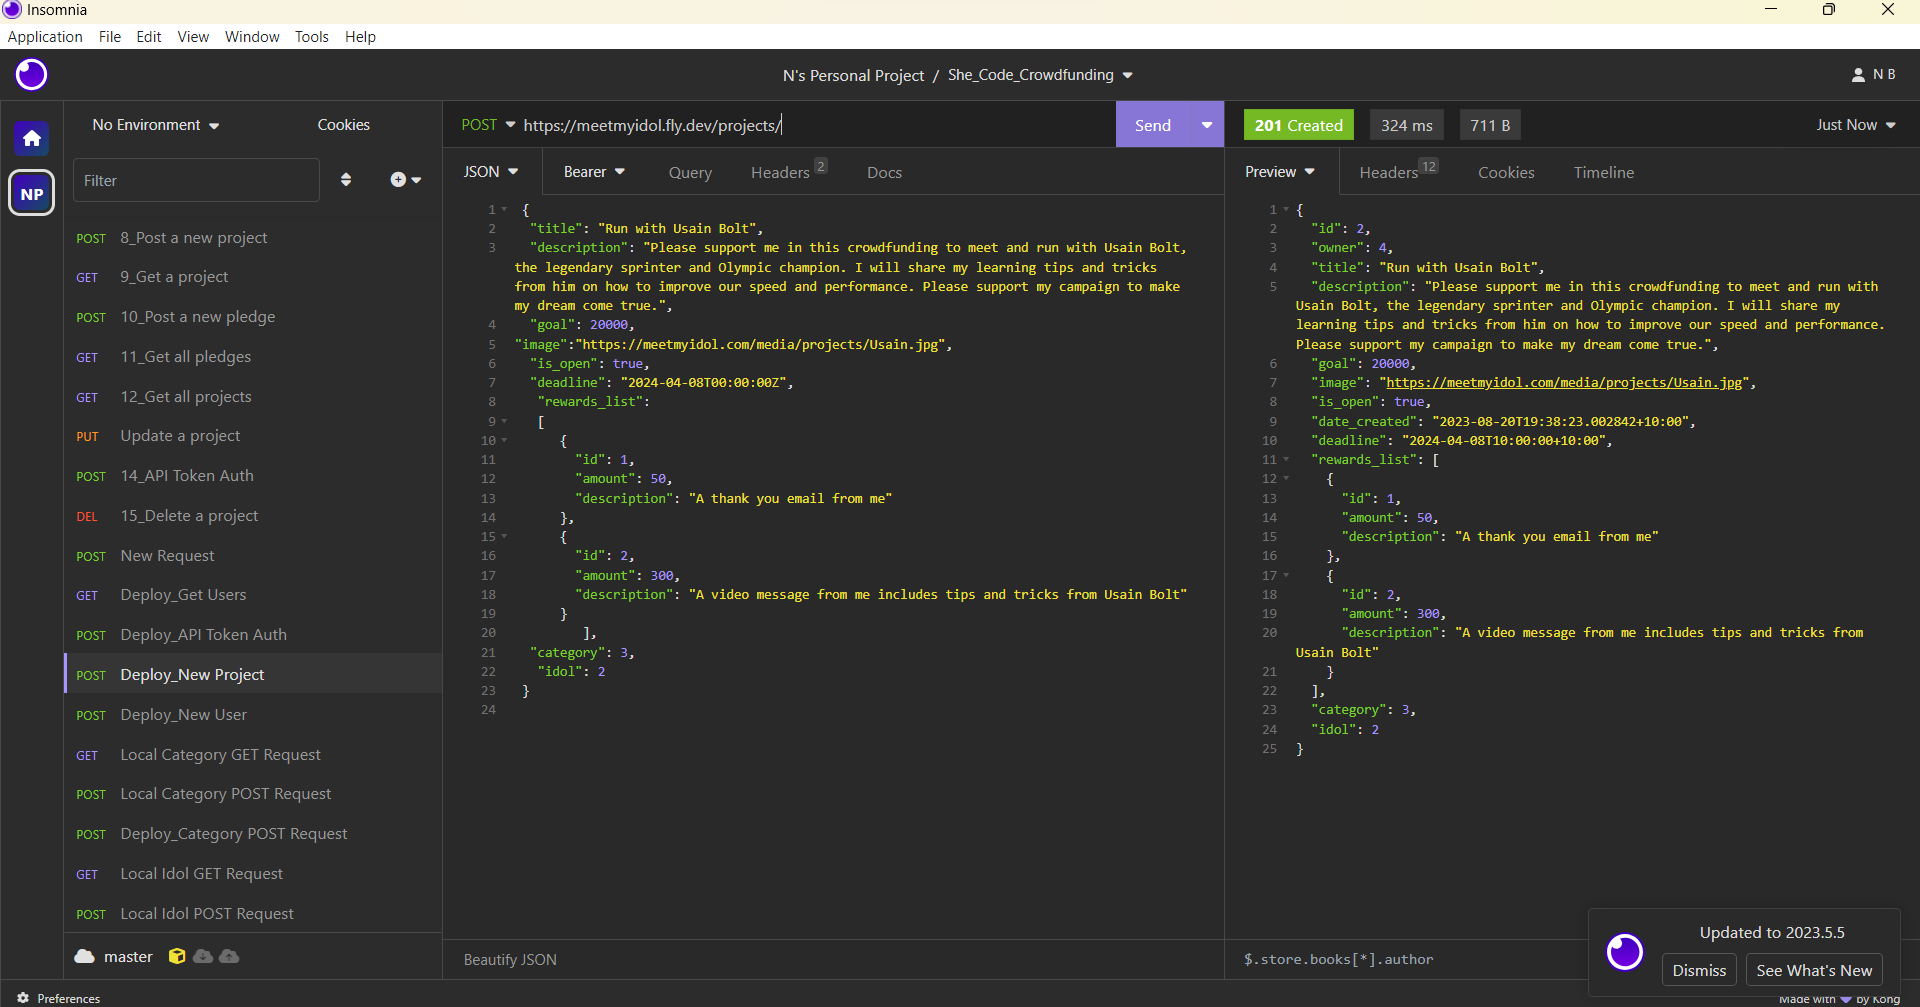 Insomnia
Application File Edit View Window Tools Help
N's Personal Project / She_Code_Crowdfunding
N B
No Environment
Cookies
NP
Filter
POST 8_Post a new project
GET 9_Get a project
POST 10_Post a new pledge
GET 11_Get all pledges
GET 12_Get all projects
PUT Update a project
POST 14_API Token Auth
DEL 15_Delete a project
POST New Request
GET Deploy_Get Users
POST Deploy_API Token Auth
POST Deploy_New Project
POST Deploy_New User
GET Local Category GET Request
POST Local Category POST Request
POST Deploy_Category POST Request
GET Local Idol GET Request
POST Local Idol POST Request
master
Preferences
POST https://meetmyidol.fly.dev/projects/
Send
JSON Bearer Query Headers 2 Docs
1 {
2 "title": "Run with Usain Bolt",
3 "description": "Please support me in this crowdfunding to meet and run with Usain Bolt,
the legendary sprinter and Olympic champion. I will share my learning tips and tricks
from him on how to improve our speed and performance. Please support my campaign to make
my dream come true.",
4 "goal": 20000,
5 "image":"https://meetmyidol.com/media/projects/Usain.jpg",
6 "is_open": true,
7 "deadline": "2024-04-08T00:00:00Z",
8 "rewards_list":
9 [
10 {
11 "id": 1,
12 "amount": 50,
13 "description": "A thank you email from me"
14 },
15 {
16 "id": 2,
17 "amount": 300,
18 "description": "A video message from me includes tips and tricks from Usain Bolt"
19 }
20 ],
21 "category": 3,
22 "idol": 2
23 }
24
Beautify JSON
201 Created 324 ms 711 B
Just Now
Preview Headers 12 Cookies Timeline
1 {
2 "id": 2,
3 "owner": 4,
4 "title": "Run with Usain Bolt",
5 "description": "Please support me in this crowdfunding to meet and run with
Usain Bolt, the legendary sprinter and Olympic champion. I will share my
learning tips and tricks from him on how to improve our speed and performance.
Please support my campaign to make my dream come true.",
6 "goal": 20000,
7 "image": "https://meetmyidol.com/media/projects/Usain.jpg",
8 "is_open": true,
9 "date_created": "2023-08-20T19:38:23.002842+10:00",
10 "deadline": "2024-04-08T10:00:00+10:00",
11 "rewards_list": [
12 {
13 "id": 1,
14 "amount": 50,
15 "description": "A thank you email from me"
16 },
17 {
18 "id": 2,
19 "amount": 300,
20 "description": "A video message from me includes tips and tricks from
Usain Bolt"
21 }
22 ],
23 "category": 3,
24 "idol": 2
25 }
$.store.books[*].author
Updated to 2023.5.5
Dismiss
See What's New
Made with by Kong